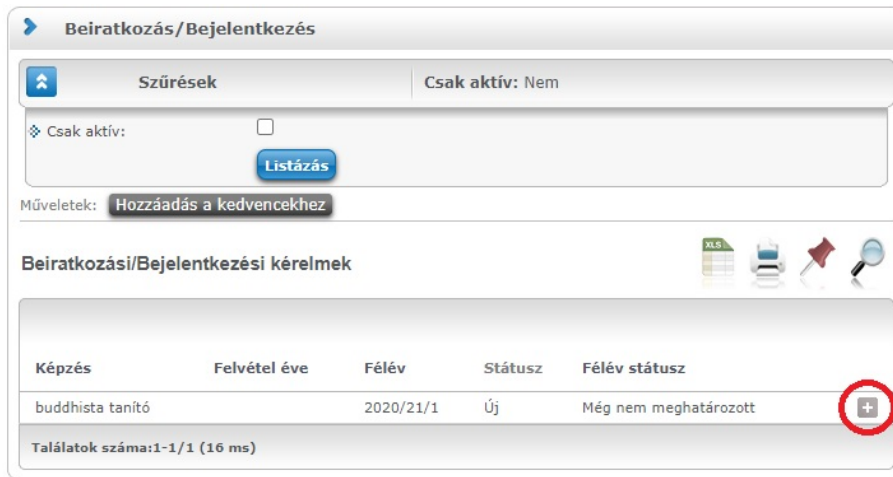 Beiratkozás/Bejelentkezés
Szűrések Csak aktív: Nem
Csak aktív:
Listázás
Műveletek: Hozzáadás a kedvencekhez
Beiratkozási/Bejelentkezési kérelmek
XLS
Képzés Felvétel éve Félév Státusz Félév státusz
buddhista tanító 2020/21/1 Új Még nem meghatározott
Találatok száma:1-1/1 (16 ms)